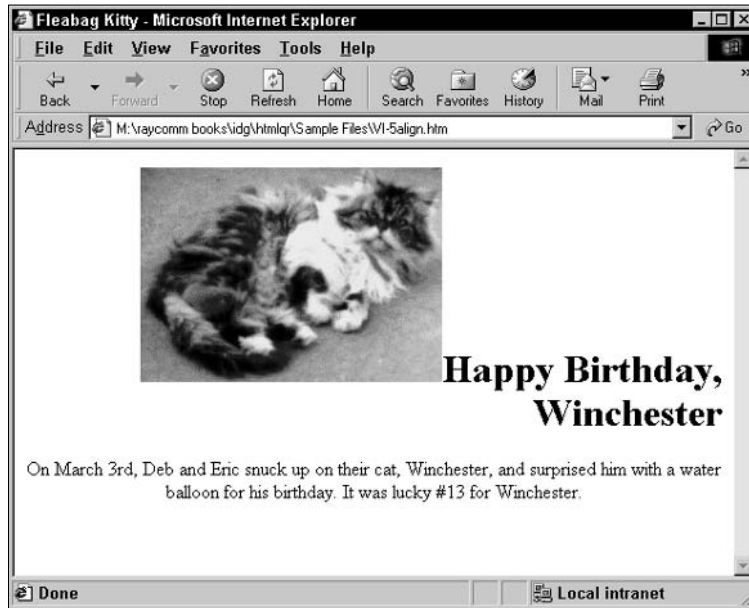 Fleabag Kitty - Microsoft Internet Explorer
File Edit View Favorites Tools Help
Back Forward Stop Refresh Home Search Favorites History Mail Print
Address M:\raycomm books\idg\htmlqr\Sample Files\VI-5align.htm Go
Happy Birthday,
Winchester
On March 3rd, Deb and Eric snuck up on their cat, Winchester, and surprised him with a water
balloon for his birthday. It was lucky #13 for Winchester.
Done Local intranet